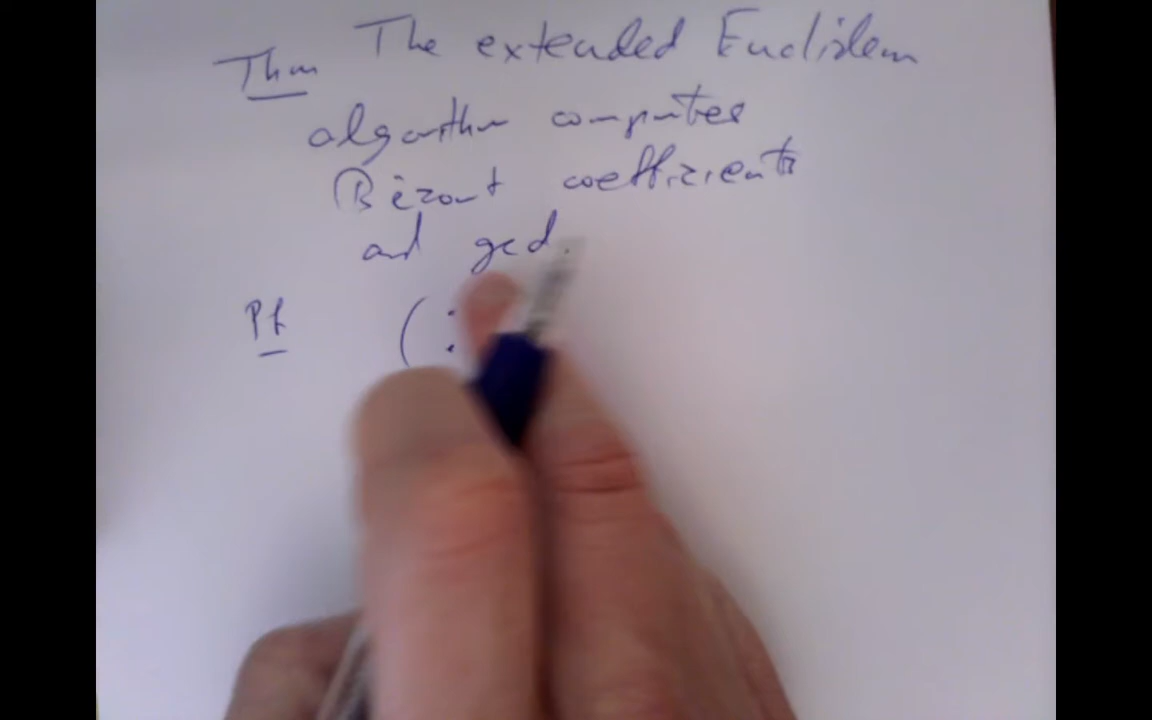 Thm The extended Euclidean
algorithm computes
Bézout coefficients
and gcd.
Pf ( :